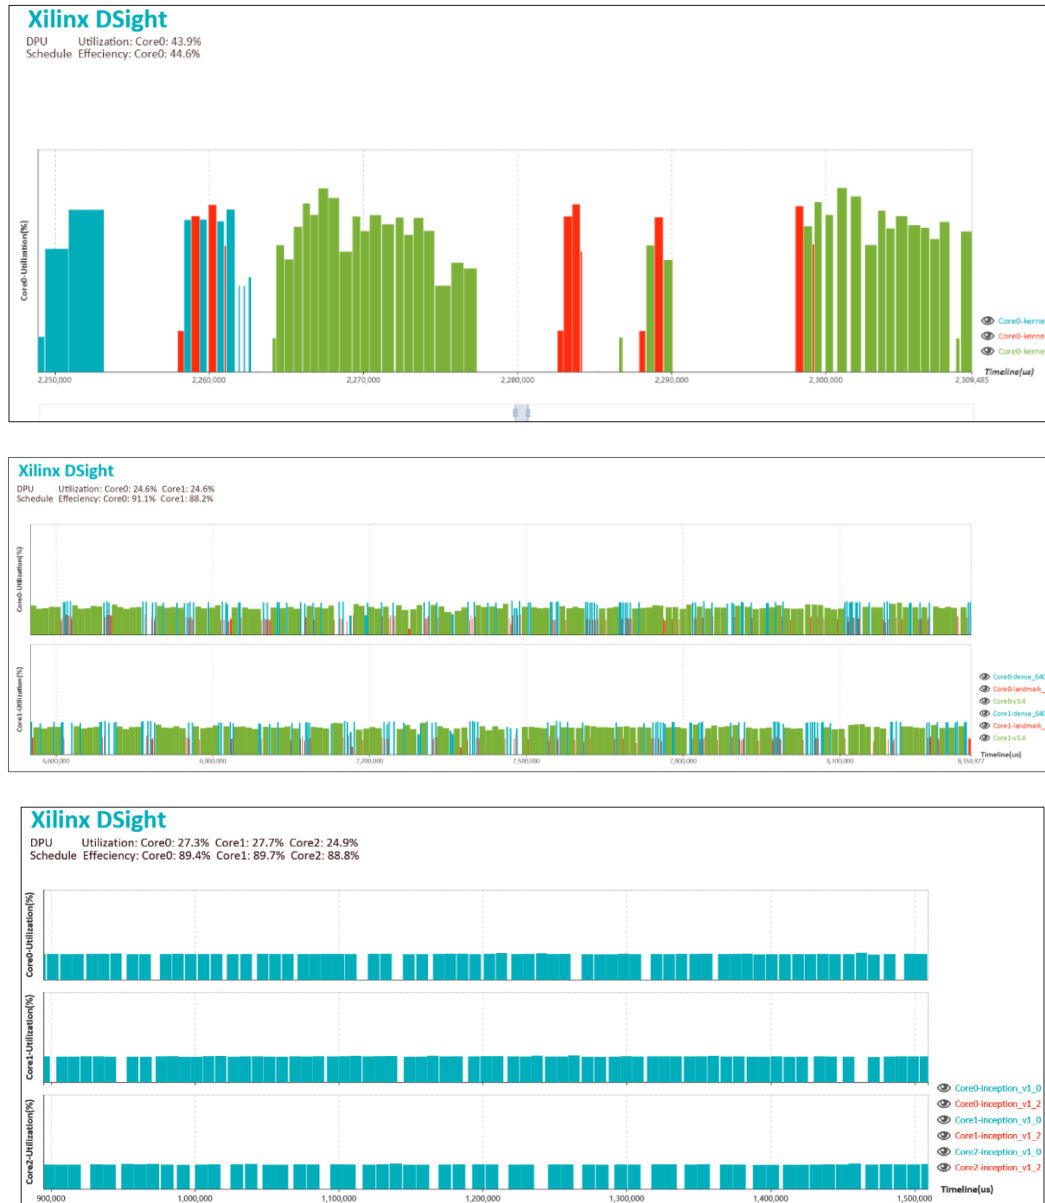 Xilinx DSight
DPU Utilization: Core0: 43.9%
Schedule Effeciency: Core0: 44.6%
Core0-Utilization(%)
Core0-kerne
Core0-kerne
Core0-kerne
2,250,000 2,260,000 2,270,000 2,280,000 2,290,000 2,300,000 2,309,485
Timeline(us)
Xilinx DSight
DPU Utilization: Core0: 24.6% Core1: 24.6%
Schedule Effeciency: Core0: 91.1% Core1: 88.2%
Core0-Utilization(%)
Core1-Utilization(%)
Core0-dense_640
Core0-landmark_
Core0-v3.4
Core1-dense_640
Core1-landmark_
Core1-v3.4
Timeline(us)
6,600,000 6,900,000 7,200,000 7,500,000 7,800,000 8,100,000
Xilinx DSight
DPU Utilization: Core0: 27.3% Core1: 27.7% Core2: 24.9%
Schedule Effeciency: Core0: 89.4% Core1: 89.7% Core2: 88.8%
Core0-Utilization(%)
Core1-Utilization(%)
Core2-Utilization(%)
Core0-inception_v1_0
Core0-inception_v1_2
Core1-inception_v1_0
Core1-inception_v1_2
Core2-inception_v1_0
Core2-inception_v1_2
Timeline(us)
900,000 1,000,000 1,100,000 1,200,000 1,300,000 1,400,000 1,500,000